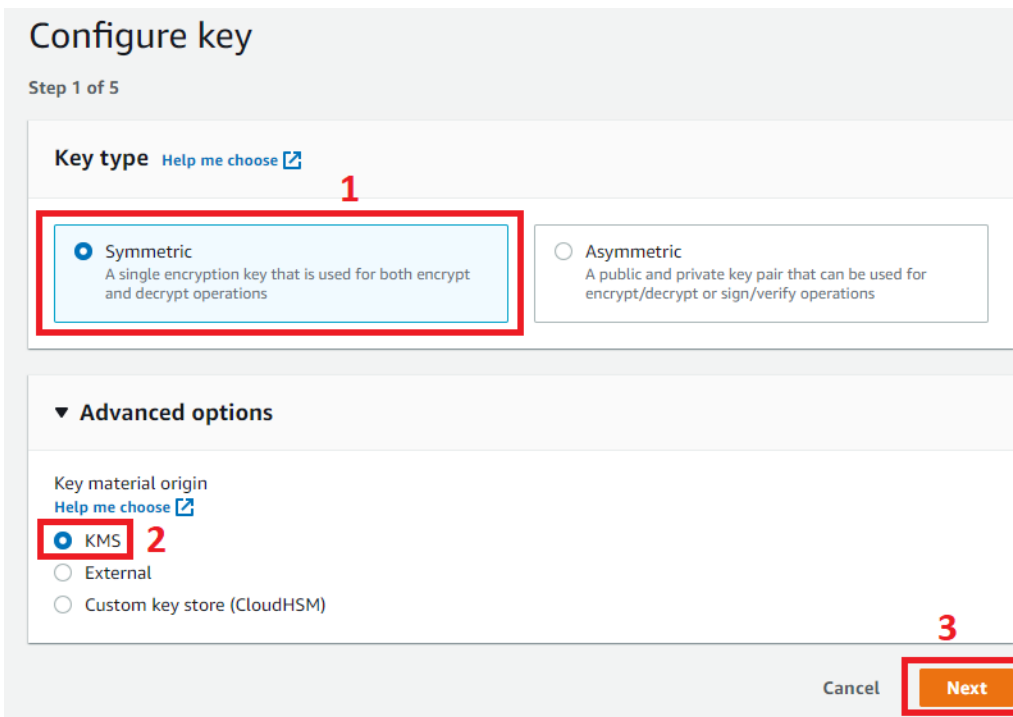 Configure key
Step 1 of 5
Key type Help me choose
1
Symmetric
A single encryption key that is used for both encrypt
and decrypt operations
Asymmetric
A public and private key pair that can be used for
encrypt/decrypt or sign/verify operations
Advanced options
Key material origin
Help me choose
KMS 2
External
Custom key store (CloudHSM)
3
Cancel Next